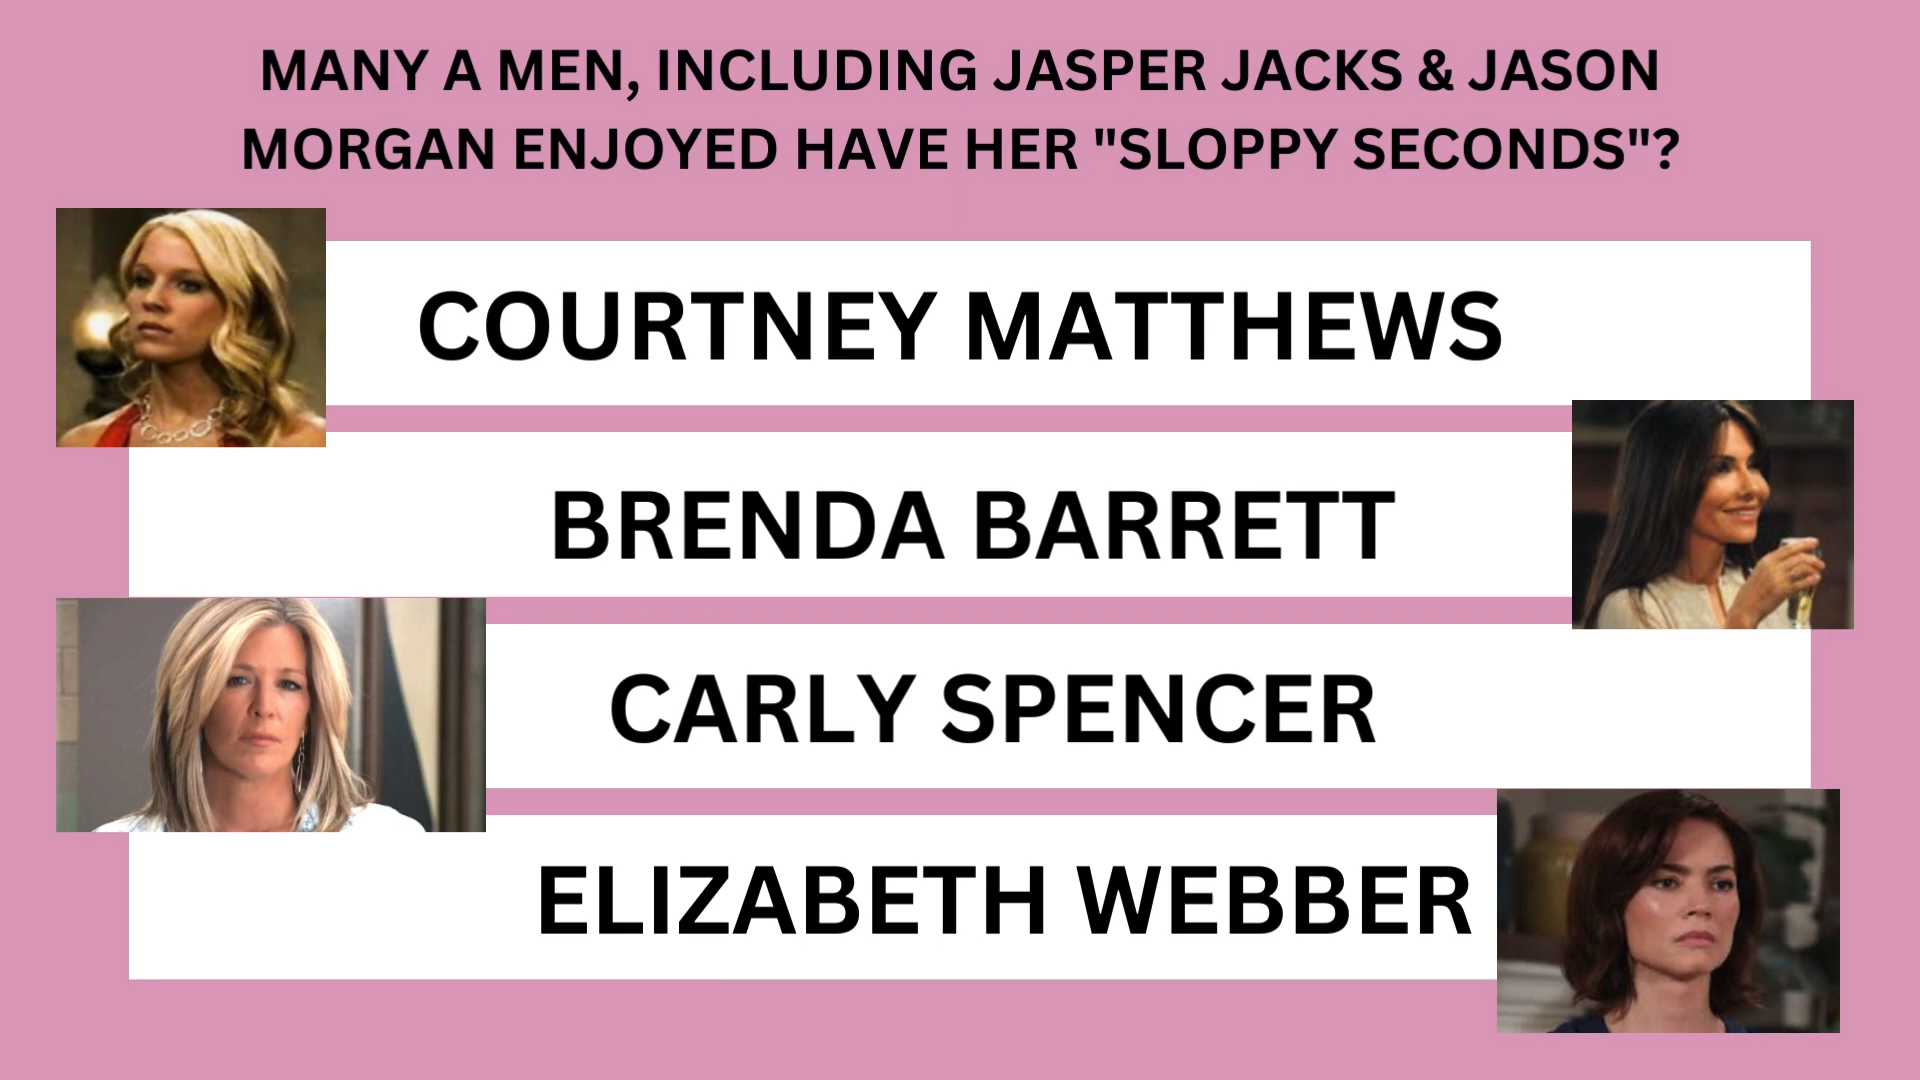 MANY A MEN, INCLUDING JASPER JACKS & JASON
MORGAN ENJOYED HAVE HER "SLOPPY SECONDS"?
COURTNEY MATTHEWS
BRENDA BARRETT
CARLY SPENCER
ELIZABETH WEBBER